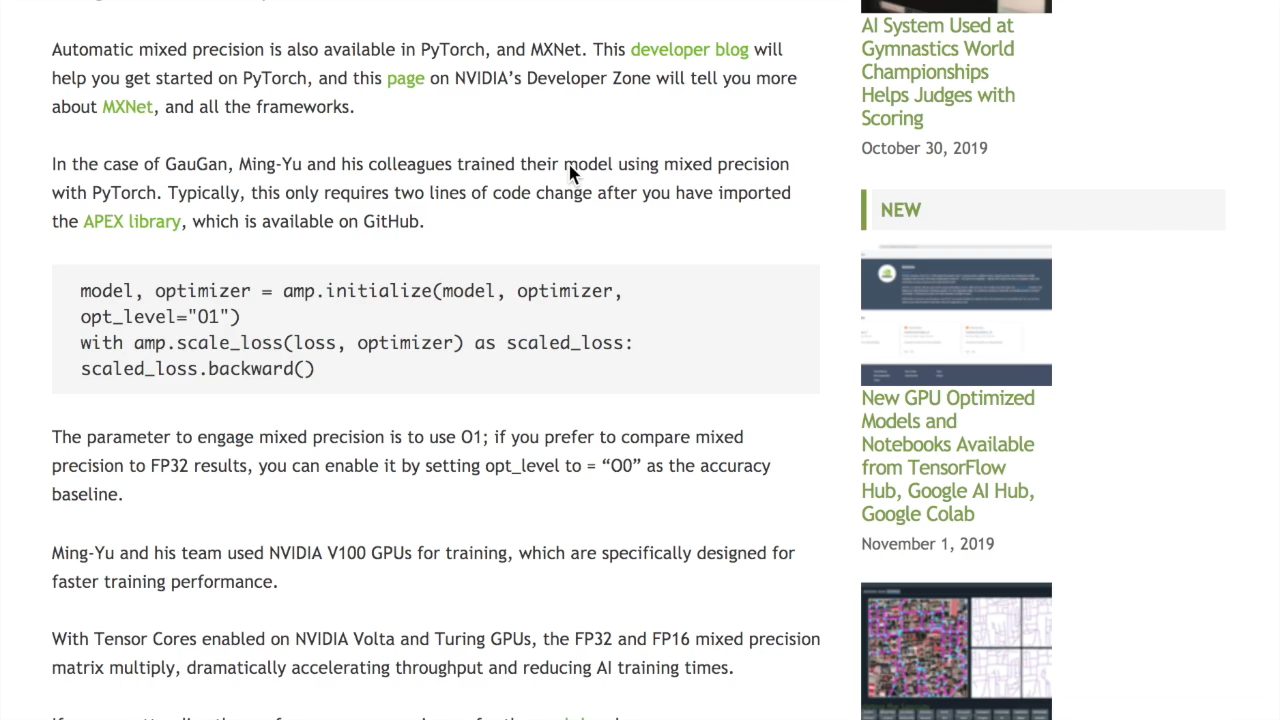 Automatic mixed precision is also available in PyTorch, and MXNet. This developer blog will
help you get started on PyTorch, and this page on NVIDIA’s Developer Zone will tell you more
about MXNet, and all the frameworks.
In the case of GauGan, Ming-Yu and his colleagues trained their model using mixed precision
with PyTorch. Typically, this only requires two lines of code change after you have imported
the APEX library, which is available on GitHub.
model, optimizer = amp.initialize(model, optimizer,
opt_level="O1")
with amp.scale_loss(loss, optimizer) as scaled_loss:
scaled_loss.backward()
The parameter to engage mixed precision is to use O1; if you prefer to compare mixed
precision to FP32 results, you can enable it by setting opt_level to = “O0” as the accuracy
baseline.
Ming-Yu and his team used NVIDIA V100 GPUs for training, which are specifically designed for
faster training performance.
With Tensor Cores enabled on NVIDIA Volta and Turing GPUs, the FP32 and FP16 mixed precision
matrix multiply, dramatically accelerating throughput and reducing AI training times.
AI System Used at
Gymnastics World
Championships
Helps Judges with
Scoring
October 30, 2019
NEW
New GPU Optimized
Models and
Notebooks Available
from TensorFlow
Hub, Google AI Hub,
Google Colab
November 1, 2019